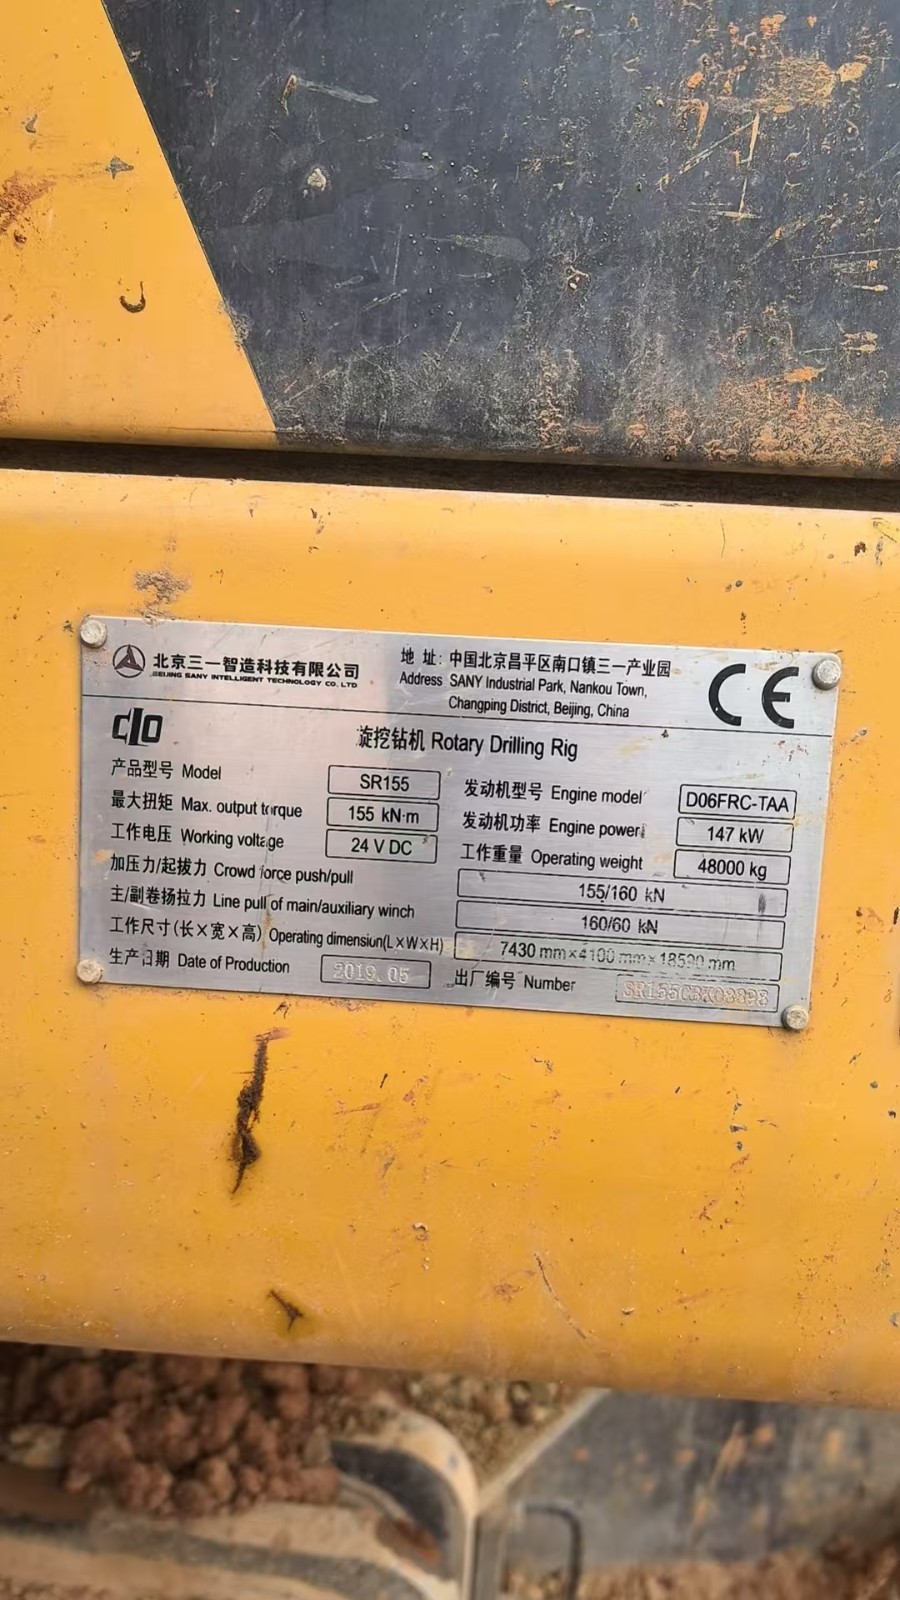 北京三一智造科技有限公司
BEIJING SANY INTELLIGENT TECHNOLOGY CO. LTD
地 址: 中国北京昌平区南口镇三一产业园
Address SANY Industrial Park, Nankou Town,
Changping District, Beijing, China
CE
旋挖钻机 Rotary Drilling Rig
产品型号 Model SR155
发动机型号 Engine model D06FRC-TAA
最大扭矩 Max. output torque 155 kN·m
发动机功率 Engine power 147 kW
工作电压 Working voltage 24 V DC
工作重量 Operating weight 48000 kg
加压力/起拔力 Crowd force push/pull 155/160 kN
主/副卷扬拉力 Line pull of main/auxiliary winch 160/60 kN
工作尺寸(长×宽×高) Operating dimension(L×W×H) 7430 mm×4100 mm×18590 mm
生产日期 Date of Production 2019.05
出厂编号 Number